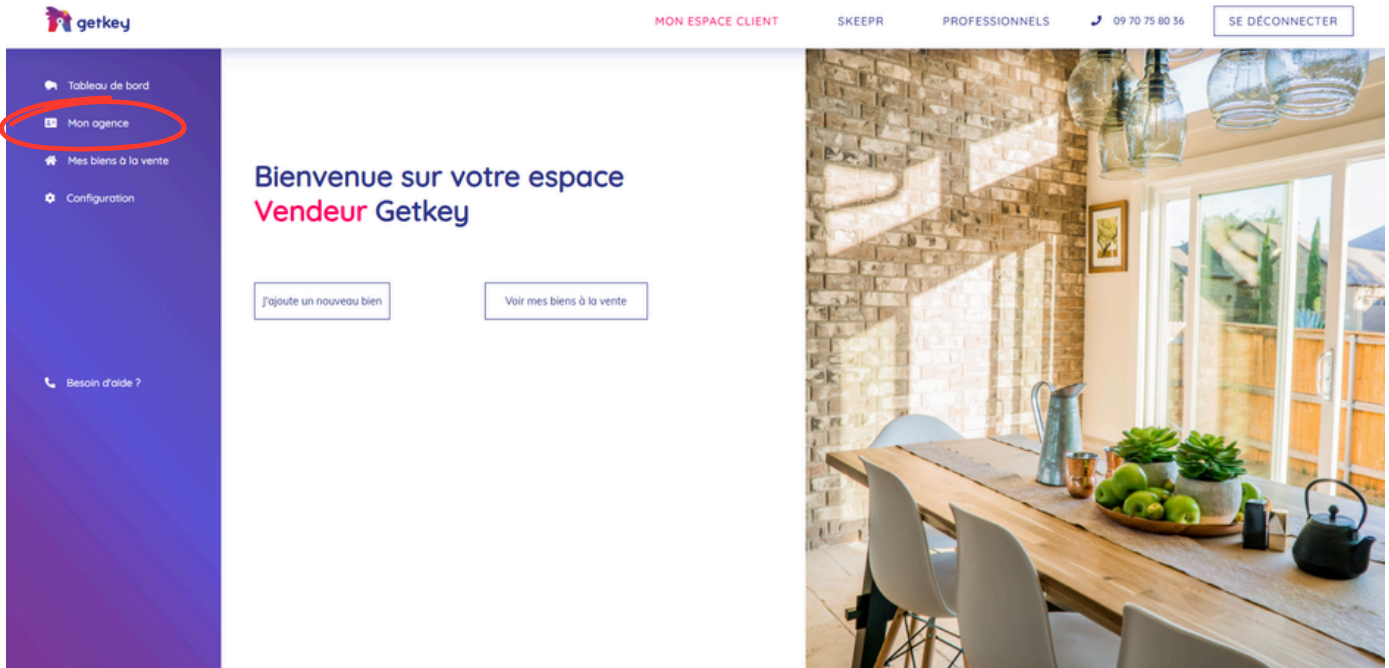 getkey
MON ESPACE CLIENT
SKEEPR
PROFESSIONNELS
09 70 75 80 36
SE DÉCONNECTER
Tableau de bord
Mon agence
Mes biens à la vente
Configuration
Besoin d'aide ?
Bienvenue sur votre espace
Vendeur Getkey
J'ajoute un nouveau bien
Voir mes biens à la vente